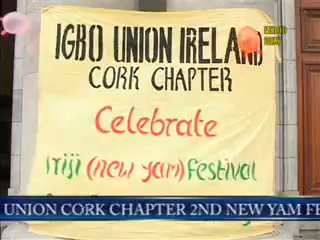 IGBO UNION IRELAND
CORK CHAPTER
Celebrate
Iriji (new yam) Festival
UNION CORK CHAPTER 2ND NEW YAM FE